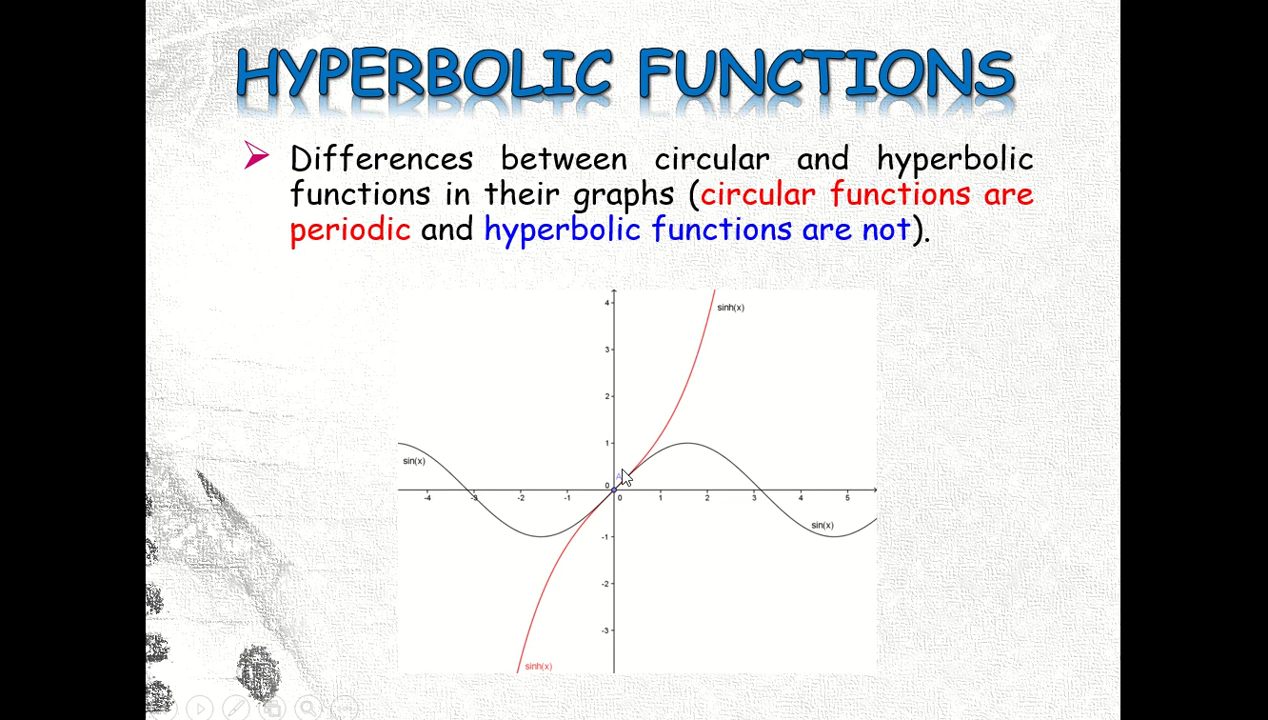 HYPERBOLIC FUNCTIONS
Differences between circular and hyperbolic
functions in their graphs (circular functions are
periodic and hyperbolic functions are not).
4
sinh(x)
3
2
1
sin(x)
0
-4 -3 -2 -1 0 1 2 3 4 5
sin(x)
-1
-2
-3
sinh(x)